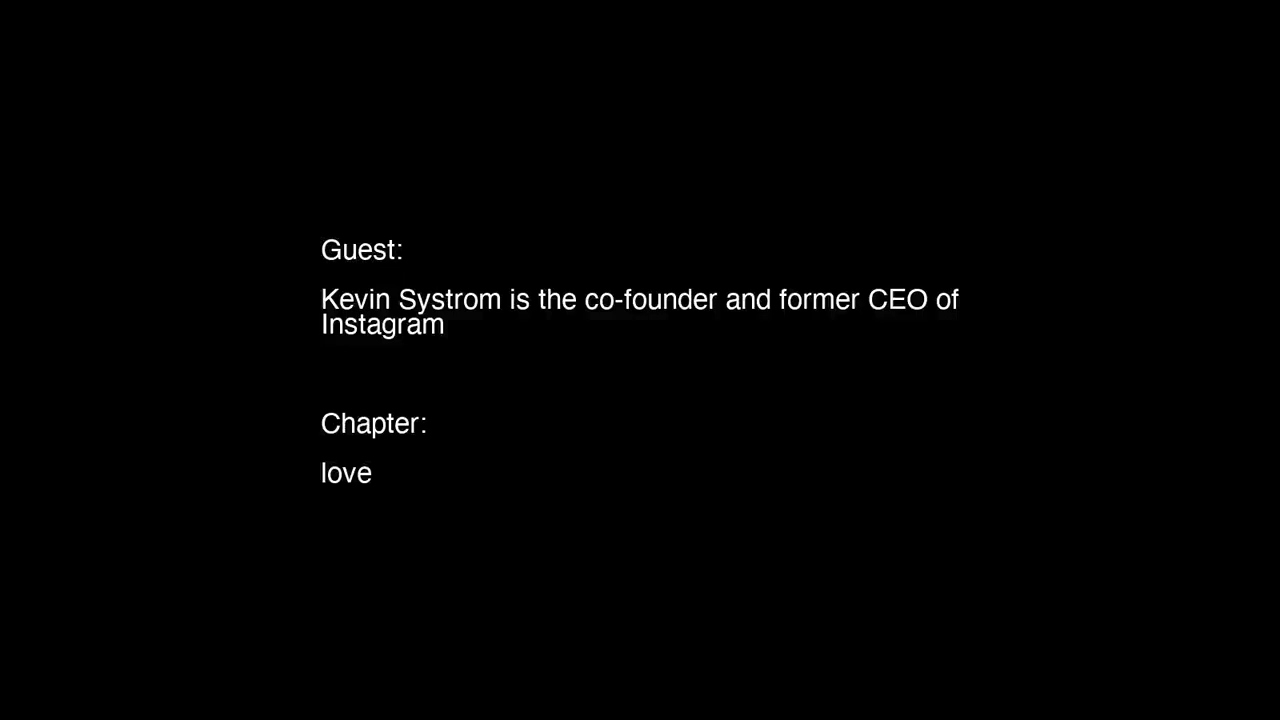 Guest:
Kevin Systrom is the co-founder and former CEO of
Instagram
Chapter:
love